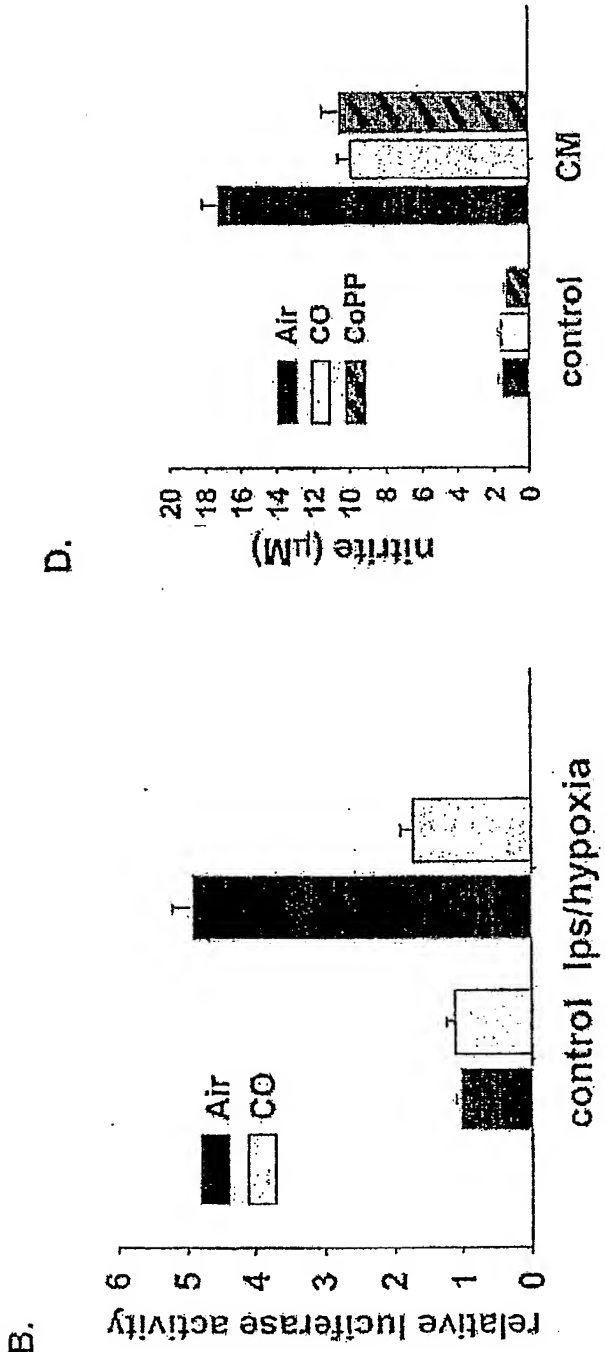 B.
relative luciferase activity
6
5
4
3
2
1
0
Air
CO
control lps/hypoxia
D.
nitrite (µM)
20
18
16
14
12
10
8
6
4
2
0
Air
CO
CoPP
control
CM